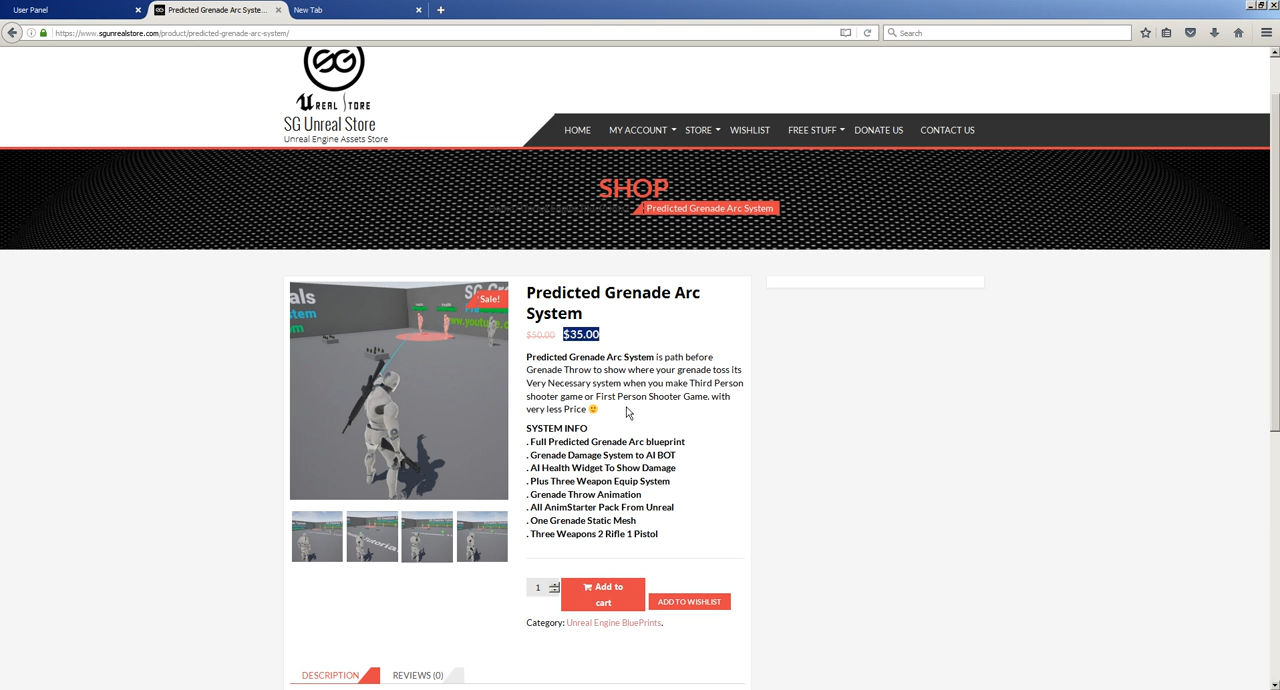 User Panel
Predicted Grenade Arc Syste...
New Tab
https://www.sgunrealstore.com/product/predicted-grenade-arc-system/
Search
SG
UREAL STORE
SG Unreal Store
Unreal Engine Assets Store
HOME
MY ACCOUNT
STORE
WISHLIST
FREE STUFF
DONATE US
CONTACT US
SHOP
Predicted Grenade Arc System
Sale!
Predicted Grenade Arc
System
$50.00 $35.00
Predicted Grenade Arc System is path before
Grenade Throw to show where your grenade toss its
Very Necessary system when you make Third Person
shooter game or First Person Shooter Game. with
very less Price 🙂
SYSTEM INFO
. Full Predicted Grenade Arc blueprint
. Grenade Damage System to AI BOT
. AI Health Widget To Show Damage
. Plus Three Weapon Equip System
. Grenade Throw Animation
. All AnimStarter Pack From Unreal
. One Grenade Static Mesh
. Three Weapons 2 Rifle 1 Pistol
1
Add to
cart
ADD TO WISHLIST
Category: Unreal Engine BluePrints.
DESCRIPTION
REVIEWS (0)